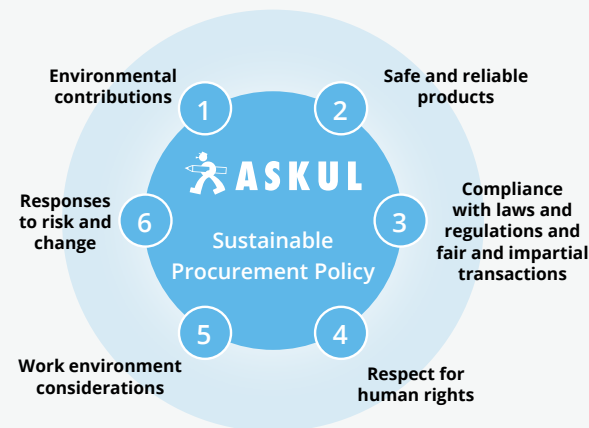 Environmental
contributions
1
2
Safe and reliable
products
ASKUL
Sustainable
Procurement Policy
3
Compliance
with laws and
regulations and
fair and impartial
transactions
4
Respect for
human rights
5
Work environment
considerations
6
Responses
to risk and
change